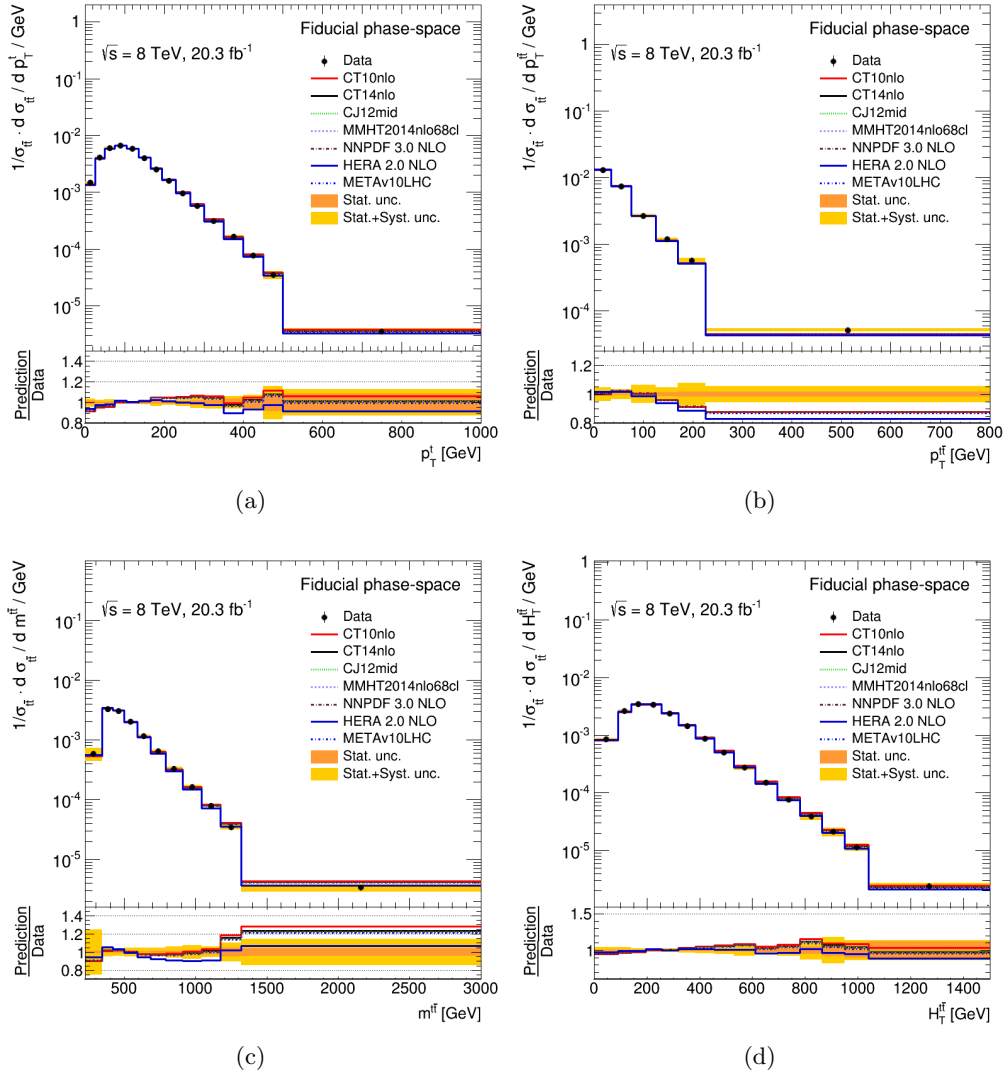 Fiducial phase-space
√s = 8 TeV, 20.3 fb⁻¹
Data
CT10nlo
CT14nlo
CJ12mid
MMHT2014nlo68cl
NNPDF 3.0 NLO
HERA 2.0 NLO
METAv10LHC
Stat. unc.
Stat.+Syst. unc.
1/σ_tt̄ · d σ_tt̄ / d p_T^t / GeV
1
10⁻¹
10⁻²
10⁻³
10⁻⁴
10⁻⁵
Prediction
Data
1.4
1.2
1
0.8
0 200 400 600 800 1000
p_T^t [GeV]
(a)
Fiducial phase-space
√s = 8 TeV, 20.3 fb⁻¹
Data
CT10nlo
CT14nlo
CJ12mid
MMHT2014nlo68cl
NNPDF 3.0 NLO
HERA 2.0 NLO
METAv10LHC
Stat. unc.
Stat.+Syst. unc.
1/σ_tt̄ · d σ_tt̄ / d p_T^tt̄ / GeV
1
10⁻¹
10⁻²
10⁻³
10⁻⁴
Prediction
Data
1.2
1
0.8
0 100 200 300 400 500 600 700 800
p_T^tt̄ [GeV]
(b)
Fiducial phase-space
√s = 8 TeV, 20.3 fb⁻¹
Data
CT10nlo
CT14nlo
CJ12mid
MMHT2014nlo68cl
NNPDF 3.0 NLO
HERA 2.0 NLO
METAv10LHC
Stat. unc.
Stat.+Syst. unc.
1/σ_tt̄ · d σ_tt̄ / d m^tt̄ / GeV
10⁻¹
10⁻²
10⁻³
10⁻⁴
10⁻⁵
Prediction
Data
1.4
1.2
1
0.8
500 1000 1500 2000 2500 3000
m^tt̄ [GeV]
(c)
Fiducial phase-space
√s = 8 TeV, 20.3 fb⁻¹
Data
CT10nlo
CT14nlo
CJ12mid
MMHT2014nlo68cl
NNPDF 3.0 NLO
HERA 2.0 NLO
METAv10LHC
Stat. unc.
Stat.+Syst. unc.
1/σ_tt̄ · d σ_tt̄ / d H_T^tt̄ / GeV
1
10⁻¹
10⁻²
10⁻³
10⁻⁴
10⁻⁵
Prediction
Data
1.5
1
0 200 400 600 800 1000 1200 1400
H_T^tt̄ [GeV]
(d)